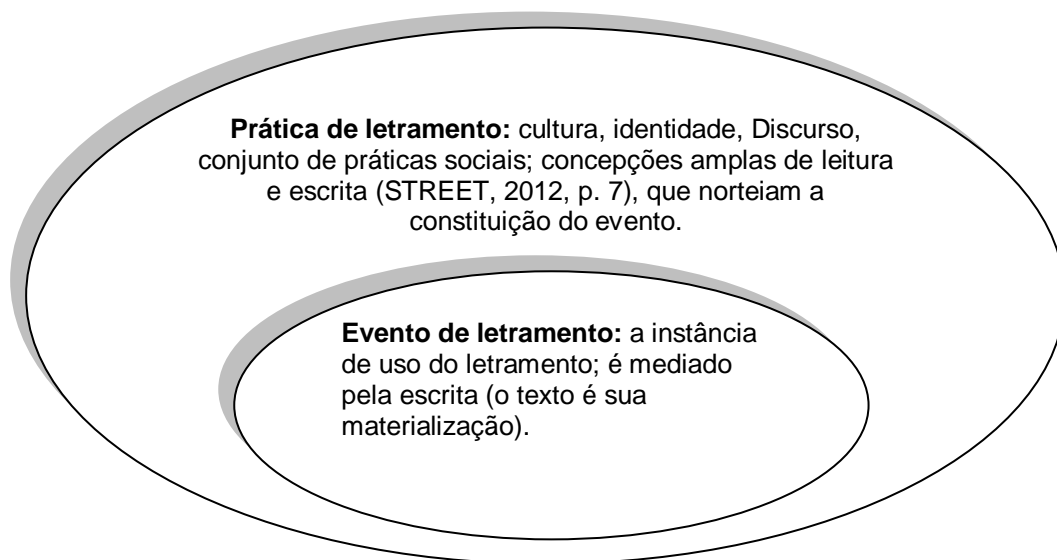 Prática de letramento: cultura, identidade, Discurso,
conjunto de práticas sociais; concepções amplas de leitura
e escrita (STREET, 2012, p. 7), que norteiam a
constituição do evento.
Evento de letramento: a instância
de uso do letramento; é mediado
pela escrita (o texto é sua
materialização).